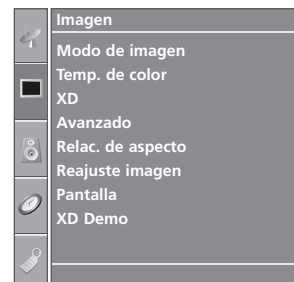 Imagen
Modo de imagen
Temp. de color
XD
Avanzado
Relac. de aspecto
Reajuste imagen
Pantalla
XD Demo